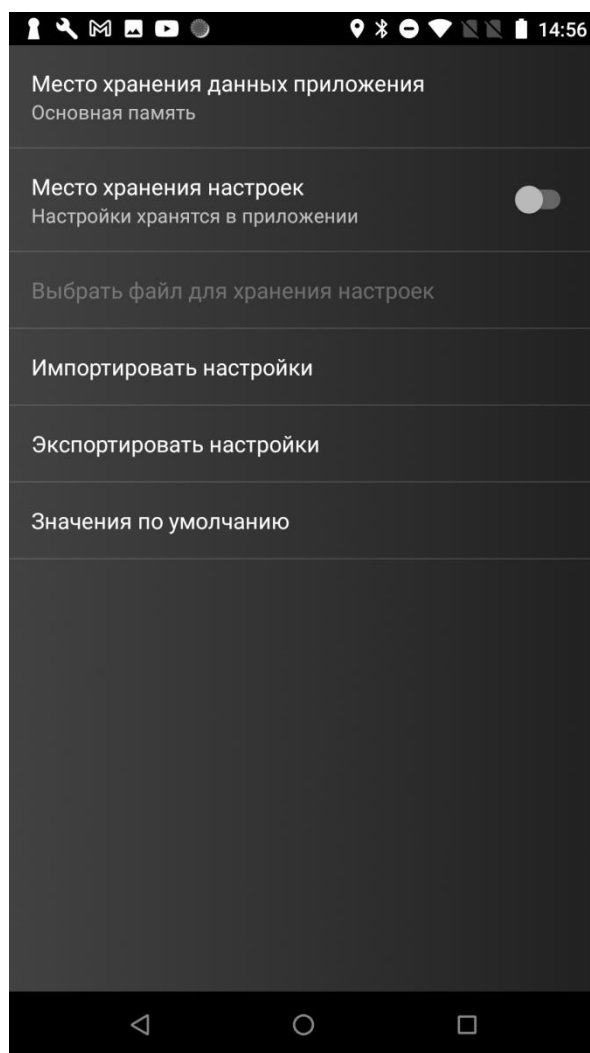 14:56
Место хранения данных приложения
Основная память
Место хранения настроек
Настройки хранятся в приложении
Выбрать файл для хранения настроек
Импортировать настройки
Экспортировать настройки
Значения по умолчанию